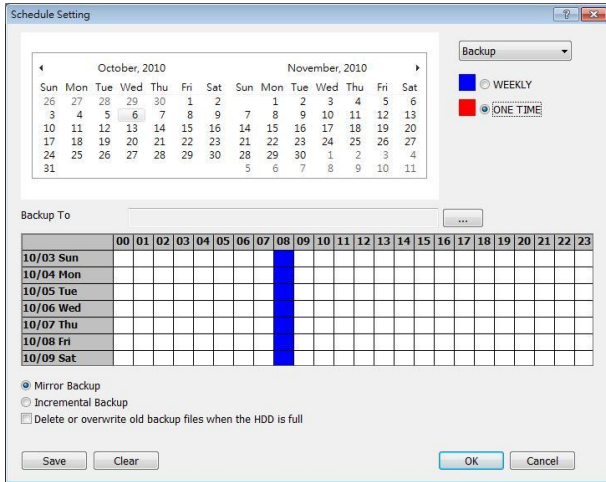 Schedule Setting
Backup
October, 2010 November, 2010
Sun Mon Tue Wed Thu Fri Sat Sun Mon Tue Wed Thu Fri Sat
26 27 28 29 30 1 2 1 2 3 4 5 6
3 4 5 6 7 8 9 7 8 9 10 11 12 13
10 11 12 13 14 15 16 14 15 16 17 18 19 20
17 18 19 20 21 22 23 21 22 23 24 25 26 27
24 25 26 27 28 29 30 28 29 30 1 2 3 4
31 5 6 7 8 9 10 11
WEEKLY
ONE TIME
Backup To ...
00 01 02 03 04 05 06 07 08 09 10 11 12 13 14 15 16 17 18 19 20 21 22 23
10/03 Sun
10/04 Mon
10/05 Tue
10/06 Wed
10/07 Thu
10/08 Fri
10/09 Sat
Mirror Backup
Incremental Backup
Delete or overwrite old backup files when the HDD is full
Save Clear OK Cancel